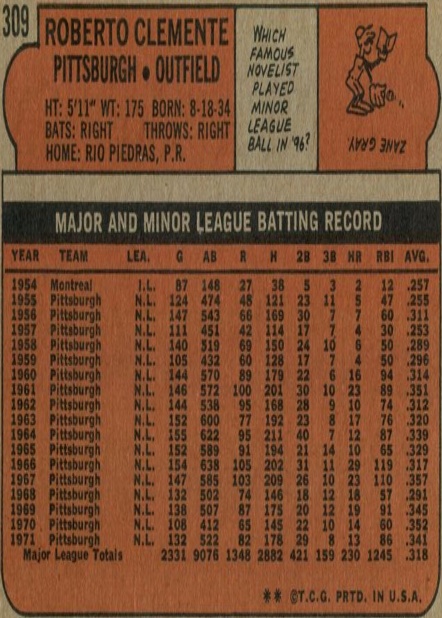 309
ROBERTO CLEMENTE
PITTSBURGH • OUTFIELD
HT: 5'11" WT: 175 BORN: 8-18-34
BATS: RIGHT THROWS: RIGHT
HOME: RIO PIEDRAS, P.R.
WHICH
FAMOUS
NOVELIST
PLAYED
MINOR
LEAGUE
BALL IN '96?
ZANE GRAY.
MAJOR AND MINOR LEAGUE BATTING RECORD
YEAR TEAM LEA. G AB R H 2B 3B HR RBI AVG.
1954 Montreal I.L. 87 148 27 38 5 3 2 12 .257
1955 Pittsburgh N.L. 124 474 48 121 23 11 5 47 .255
1956 Pittsburgh N.L. 147 543 66 169 30 7 7 60 .311
1957 Pittsburgh N.L. 111 451 42 114 17 7 4 30 .253
1958 Pittsburgh N.L. 140 519 69 150 24 10 6 50 .289
1959 Pittsburgh N.L. 105 432 60 128 17 7 4 50 .296
1960 Pittsburgh N.L. 144 570 89 179 22 6 16 94 .314
1961 Pittsburgh N.L. 146 572 100 201 30 10 23 89 .351
1962 Pittsburgh N.L. 144 538 95 168 28 9 10 74 .312
1963 Pittsburgh N.L. 152 600 77 192 23 8 17 76 .320
1964 Pittsburgh N.L. 155 622 95 211 40 7 12 87 .339
1965 Pittsburgh N.L. 152 589 91 194 21 14 10 65 .329
1966 Pittsburgh N.L. 154 638 105 202 31 11 29 119 .317
1967 Pittsburgh N.L. 147 585 103 209 26 10 23 110 .357
1968 Pittsburgh N.L. 132 502 74 146 18 12 18 57 .291
1969 Pittsburgh N.L. 138 507 87 175 20 12 19 91 .345
1970 Pittsburgh N.L. 108 412 65 145 22 10 14 60 .352
1971 Pittsburgh N.L. 132 522 82 178 29 8 13 86 .341
Major League Totals 2331 9076 1348 2882 421 159 230 1245 .318
** ©T.C.G. PRTD. IN U.S.A.